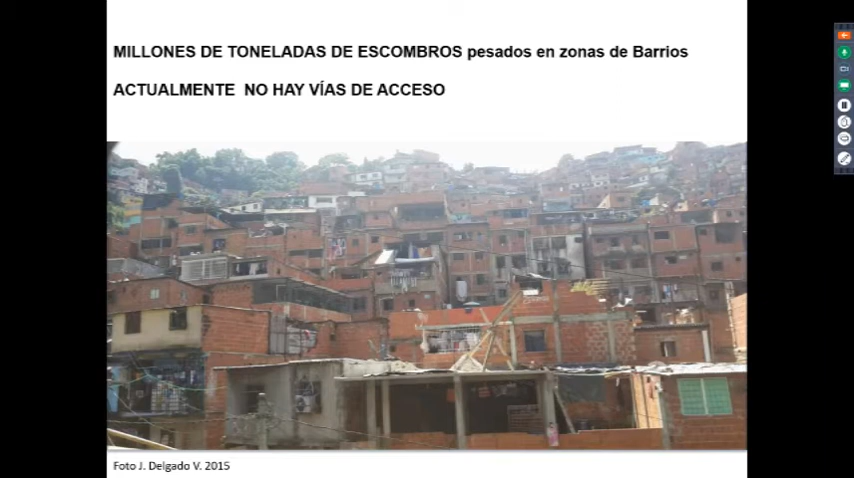 MILLONES DE TONELADAS DE ESCOMBROS pesados en zonas de Barrios
ACTUALMENTE NO HAY VÍAS DE ACCESO
Foto J. Delgado V. 2015